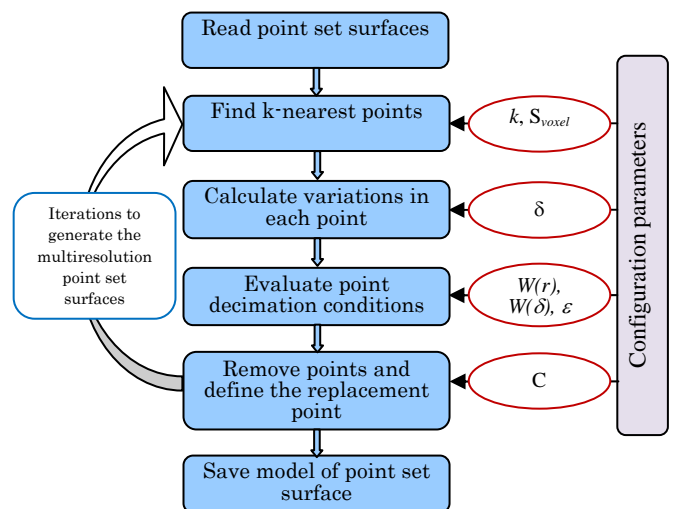 Read point set surfaces
Find k-nearest points
k, Svoxel
Calculate variations in
each point
δ
Iterations to
generate the
multiresolution
point set
surfaces
Evaluate point
decimation conditions
W(r),
W(δ), ε
Remove points and
define the replacement
point
C
Save model of point set
surface
Configuration parameters